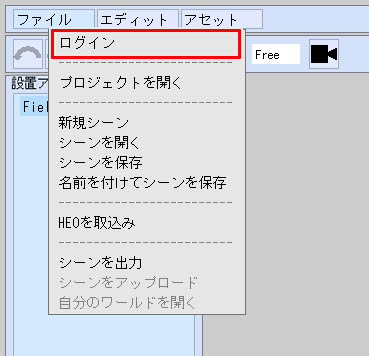 ファイル エディット アセット
ログイン
Free
プロジェクトを開く
設置ア
Fiel
新規シーン
シーンを開く
シーンを保存
名前を付けてシーンを保存
HEOを取込み
シーンを出力
シーンをアップロード
自分のワールドを開く